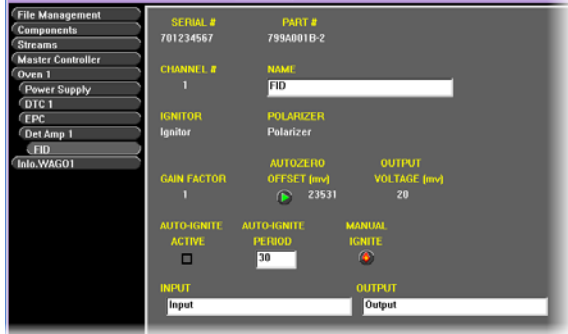 File Management
Components
Streams
Master Controller
Oven 1
Power Supply
DTC 1
EPC
Det Amp 1
FID
Info.WAGO1
SERIAL # PART #
701234567 799A001B-2
CHANNEL # NAME
1 FID
IGNITOR POLARIZER
Ignitor Polarizer
AUTOZERO OUTPUT
GAIN FACTOR OFFSET (mv) VOLTAGE (mv)
1 23531 20
AUTO-IGNITE AUTO-IGNITE MANUAL
ACTIVE PERIOD IGNITE
30
INPUT OUTPUT
Input Output